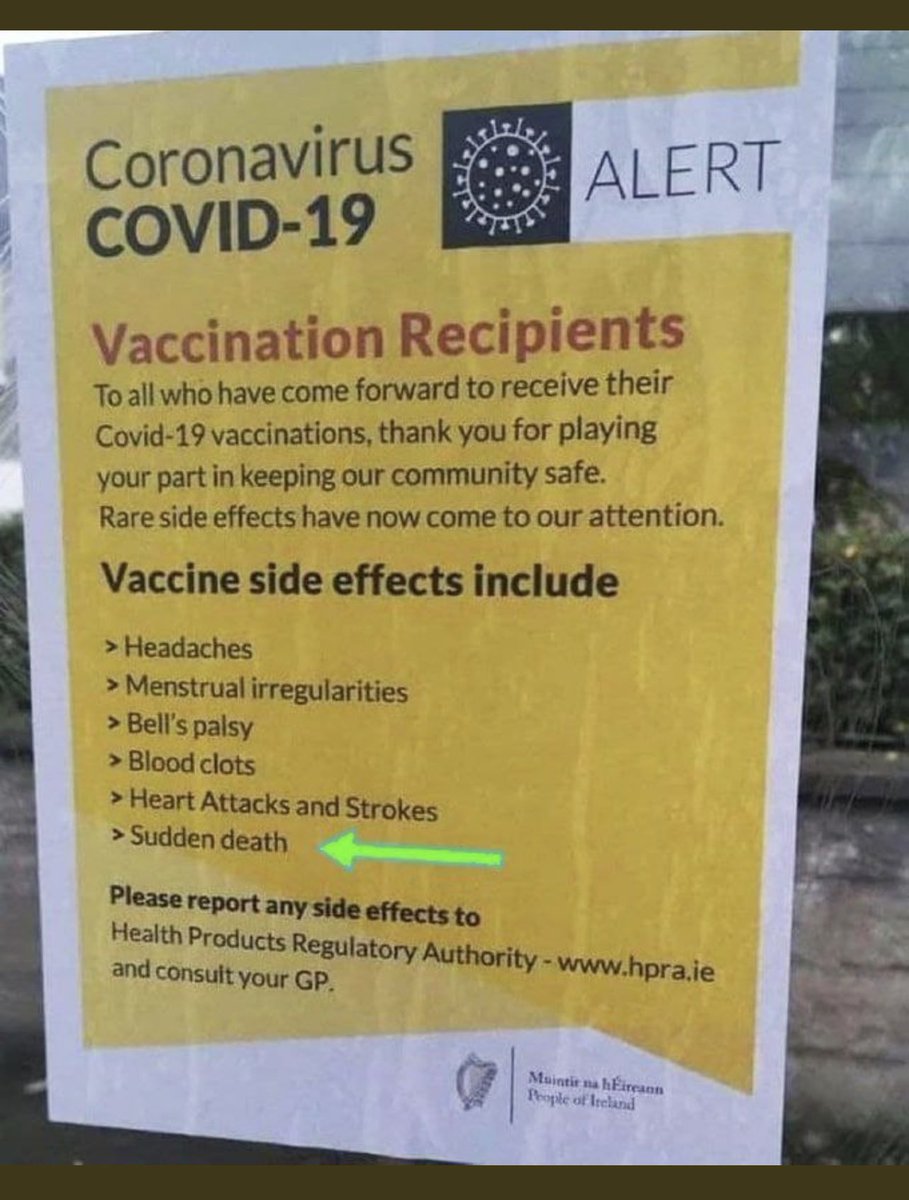 Coronavirus
COVID-19
ALERT
Vaccination Recipients
To all who have come forward to receive their
Covid-19 vaccinations, thank you for playing
your part in keeping our community safe.
Rare side effects have now come to our attention.
Vaccine side effects include
> Headaches
> Menstrual irregularities
> Bell's palsy
> Blood clots
> Heart Attacks and Strokes
> Sudden death
Please report any side effects to
Health Products Regulatory Authority - www.hpra.ie
and consult your GP.
Muintir na hÉireann
People of Ireland